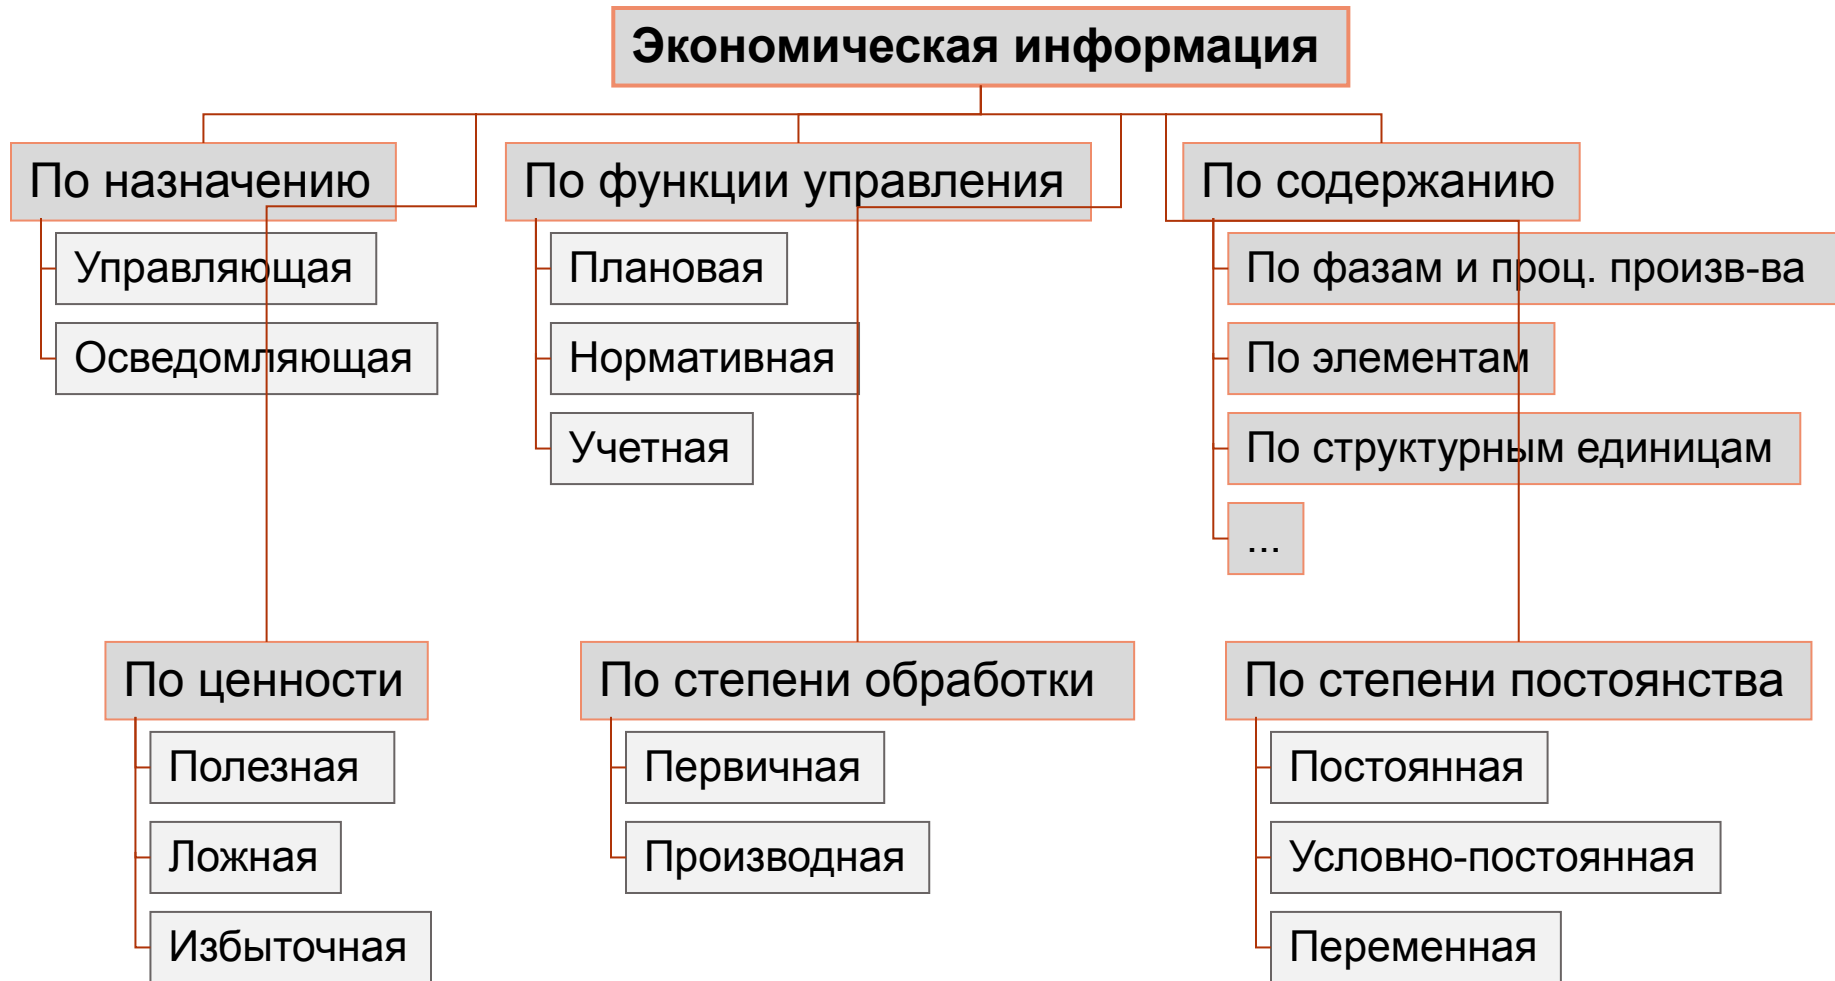 Экономическая информация
По назначению
Управляющая
Осведомляющая
По функции управления
Плановая
Нормативная
Учетная
По содержанию
По фазам и проц. произв-ва
По элементам
По структурным единицам
...
По ценности
Полезная
Ложная
Избыточная
По степени обработки
Первичная
Производная
По степени постоянства
Постоянная
Условно-постоянная
Переменная